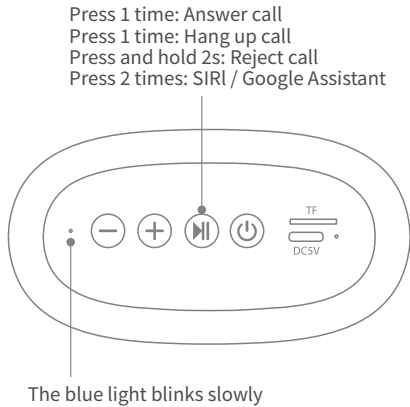 Press 1 time: Answer call
Press 1 time: Hang up call
Press and hold 2s: Reject call
Press 2 times: SIRl / Google Assistant
TF
DC5V
The blue light blinks slowly